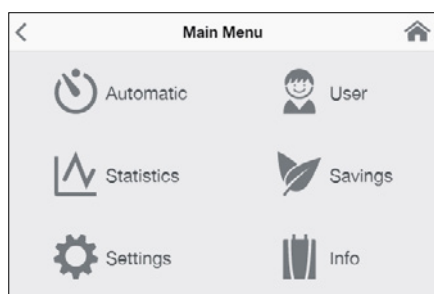 Main Menu
Automatic
User
Statistics
Savings
Settings
Info